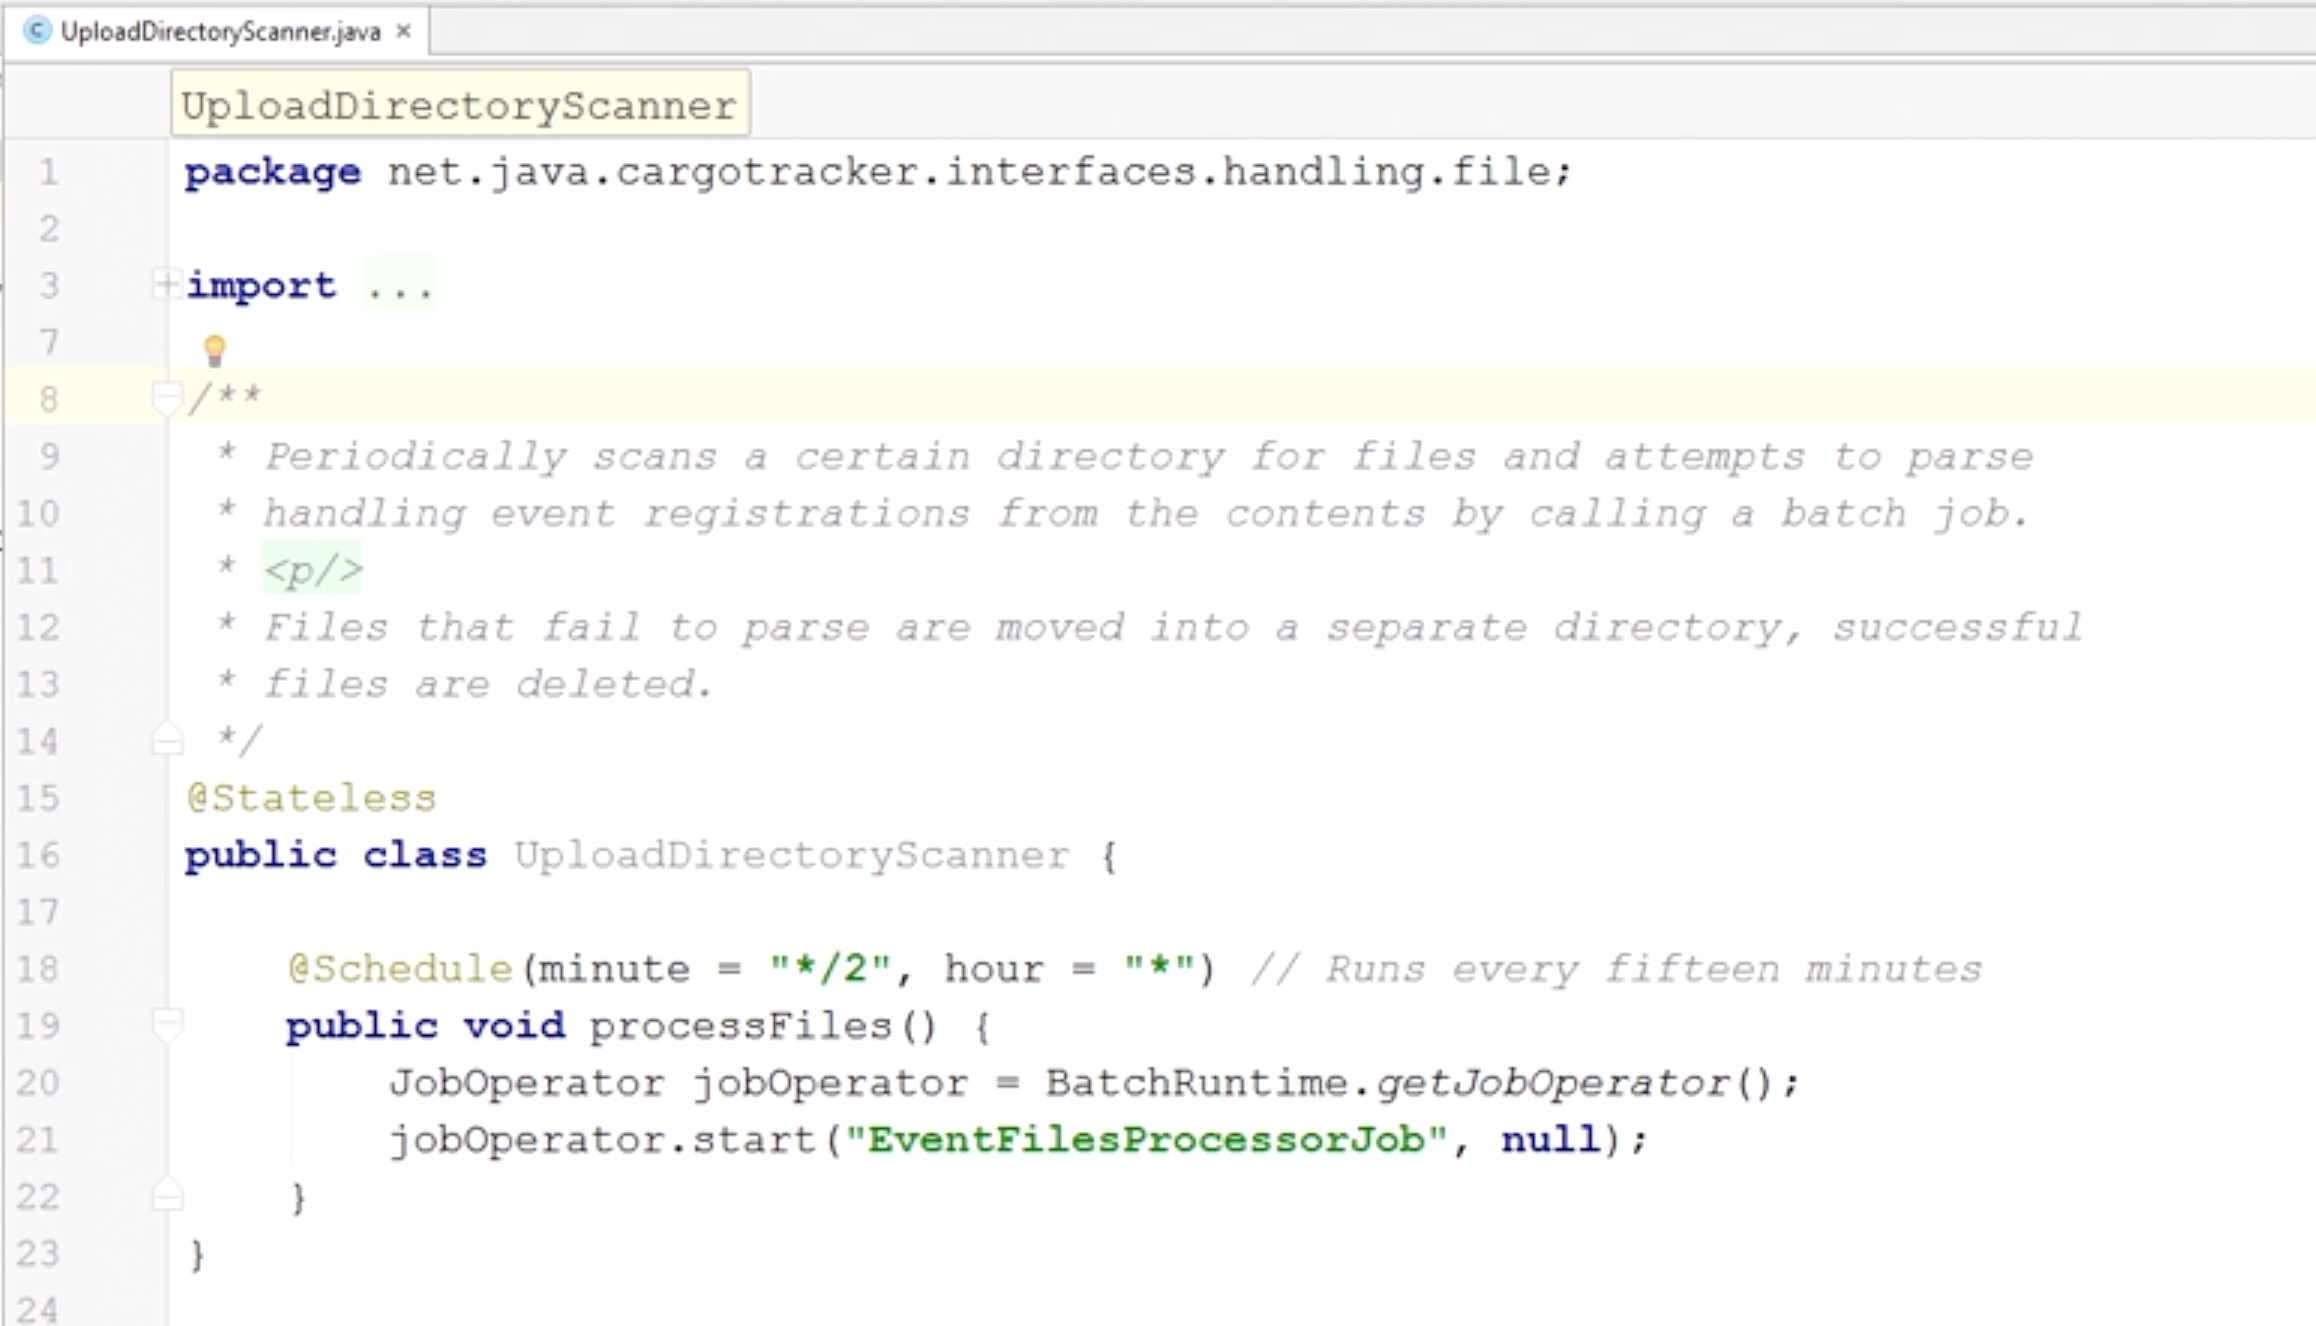 UploadDirectoryScanner.java ×
UploadDirectoryScanner
1 package net.java.cargotracker.interfaces.handling.file;
2
3 import ...
7
8 /**
9 * Periodically scans a certain directory for files and attempts to parse
10 * handling event registrations from the contents by calling a batch job.
11 * <p/>
12 * Files that fail to parse are moved into a separate directory, successful
13 * files are deleted.
14 */
15 @Stateless
16 public class UploadDirectoryScanner {
17
18 @Schedule(minute = "*/2", hour = "*") // Runs every fifteen minutes
19 public void processFiles() {
20 JobOperator jobOperator = BatchRuntime.getJobOperator();
21 jobOperator.start("EventFilesProcessorJob", null);
22 }
23 }
24